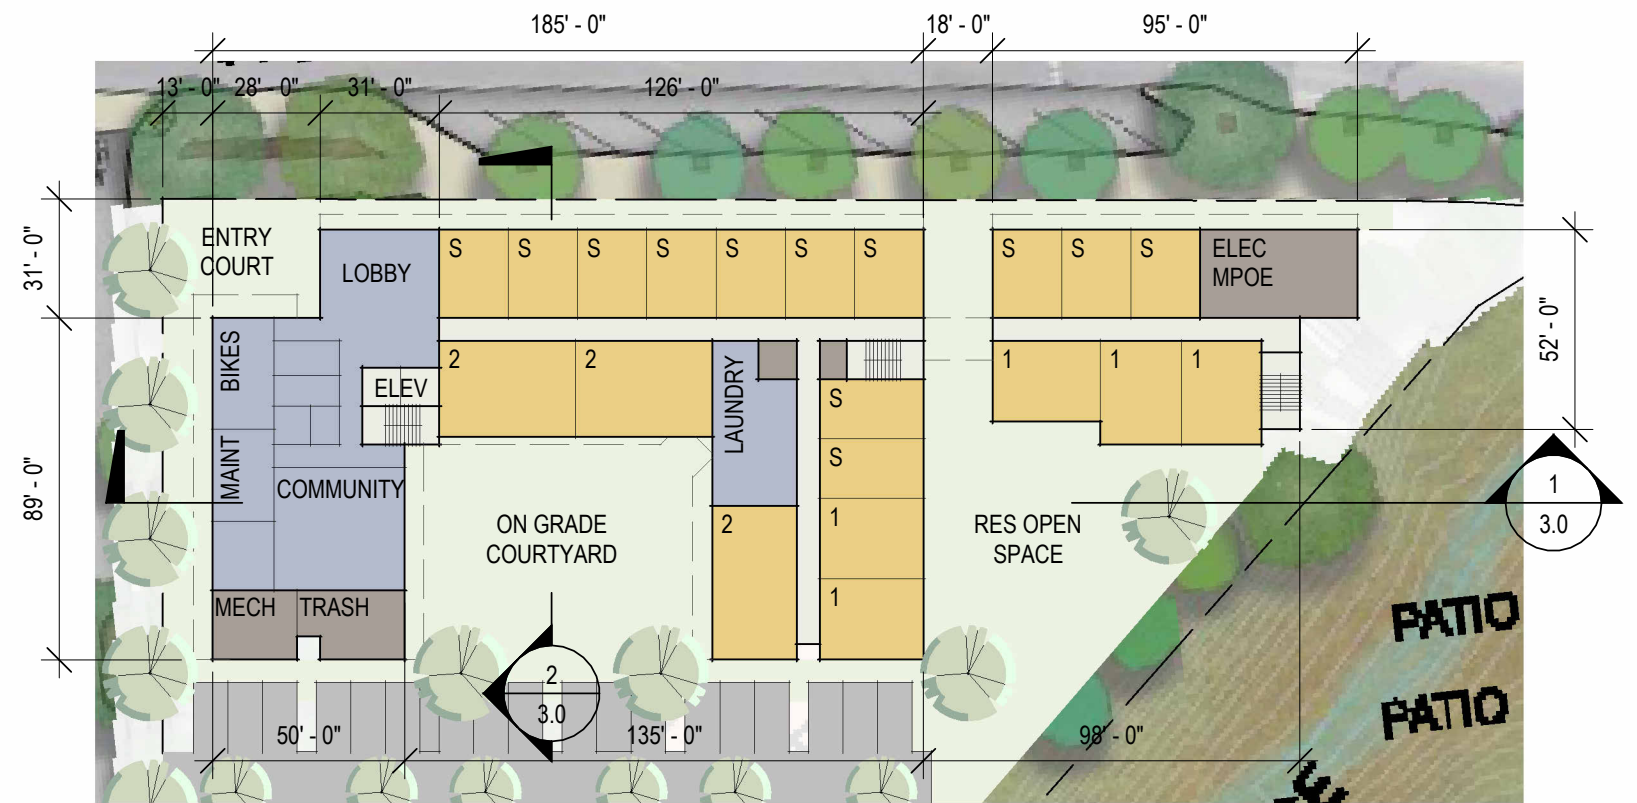 185' - 0"
18' - 0"
95' - 0"
13' - 0"
28' - 0"
31' - 0"
126' - 0"
31' - 0"
89' - 0"
52' - 0"
ENTRY
COURT
LOBBY
S
S
S
S
S
S
S
S
S
S
ELEC
MPOE
BIKES
ELEV
2
2
LAUNDRY
1
1
1
S
S
MAINT
COMMUNITY
ON GRADE
COURTYARD
2
1
RES OPEN
SPACE
1
3.0
MECH
TRASH
1
PATIO
2
3.0
PATIO
50' - 0"
135' - 0"
98' - 0"